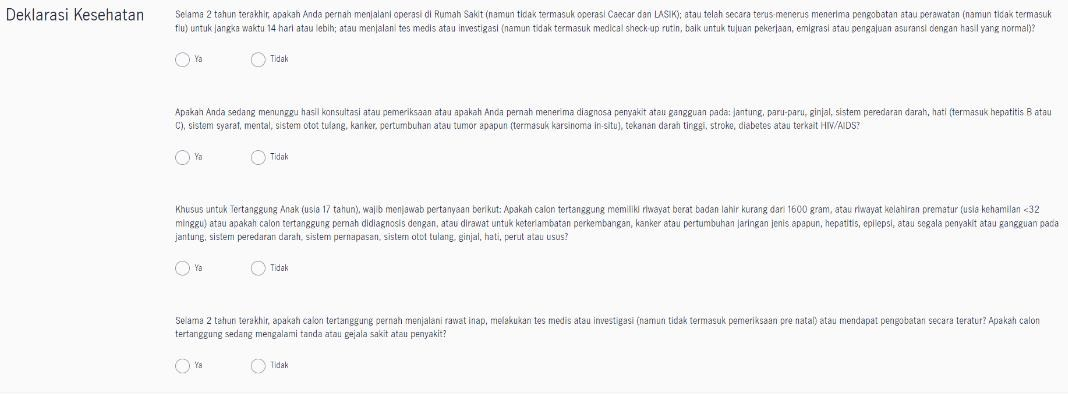 Deklarasi Kesehatan
Selama 2 tahun terakhir, apakah Anda pernah menjalani operasi di Rumah Sakit (namun tidak termasuk operasi Caecar dan LASIK); atau telah secara terus-menerus menerima pengobatan atau perawatan (namun tidak termasuk
flu) untuk jangka waktu 14 hari atau lebih; atau menjalani tes medis atau investigasi (namun tidak termasuk medical sheck-up rutin, baik untuk tujuan pekerjaan, emigrasi atau pengajuan asuransi dengan hasil yang normal)?
Ya Tidak
Apakah Anda sedang menunggu hasil konsultasi atau pemeriksaan atau apakah Anda pernah menerima diagnosa penyakit atau gangguan pada: jantung, paru-paru, ginjal, sistem peredaran darah, hati (termasuk hepatitis B atau
C), sistem syaraf, mental, sistem otot tulang, kanker, pertumbuhan atau tumor apapun (termasuk karsinoma in-situ), tekanan darah tinggi, stroke, diabetes atau terkait HIV/AIDS?
Ya Tidak
Khusus untuk Tertanggung Anak (usia 17 tahun), wajib menjawab pertanyaan berikut: Apakah calon tertanggung memiliki riwayat berat badan lahir kurang dari 1600 gram, atau riwayat kelahiran prematur (usia kehamilan <32
minggu) atau apakah calon tertanggung pernah didiagnosis dengan, atau dirawat untuk keterlambatan perkembangan, kanker atau pertumbuhan jaringan jenis apapun, hepatitis, epilepsi, atau segala penyakit atau gangguan pada
jantung, sistem peredaran darah, sistem pernapasan, sistem otot tulang, ginjal, hati, perut atau usus?
Ya Tidak
Selama 2 tahun terakhir, apakah calon tertanggung pernah menjalani rawat inap, melakukan tes medis atau investigasi (namun tidak termasuk pemeriksaan pre natal) atau mendapat pengobatan secara teratur? Apakah calon
tertanggung sedang mengalami tanda atau gejala sakit atau penyakit?
Ya Tidak